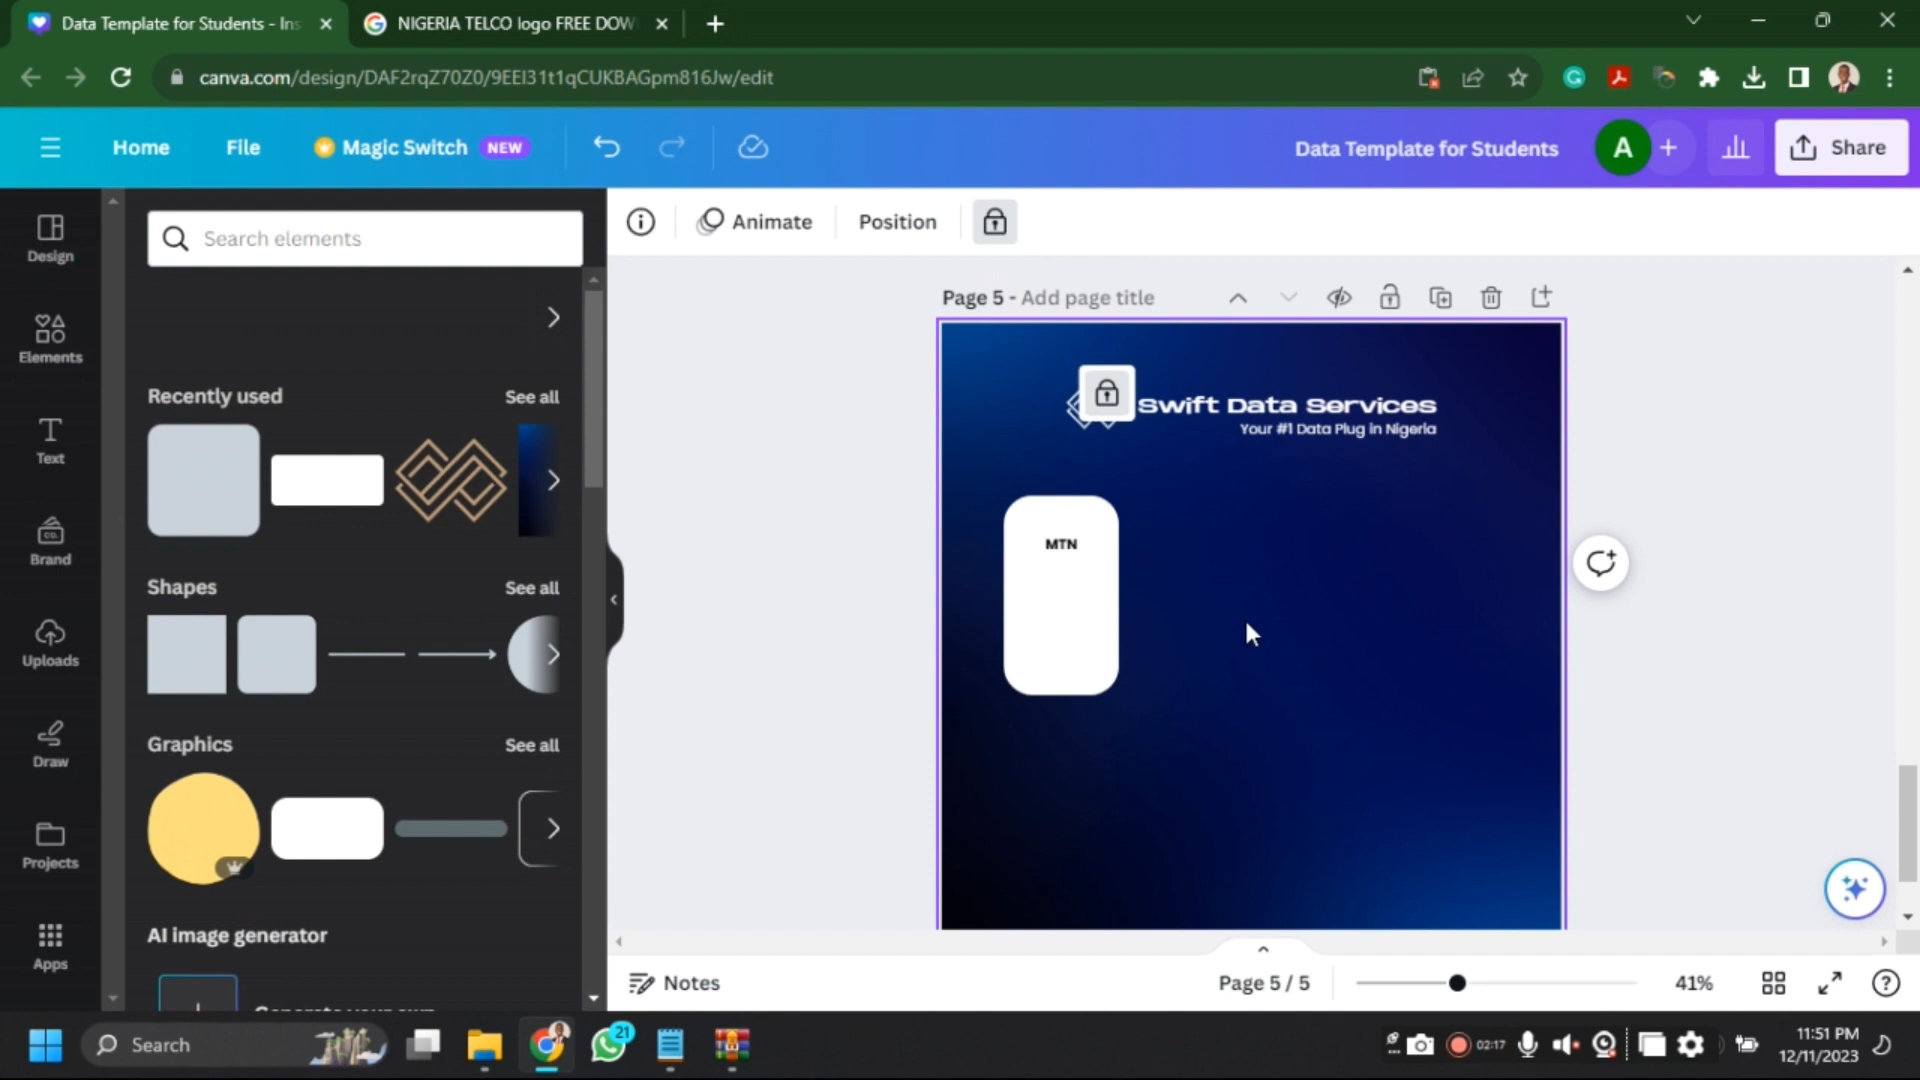 Data Template for Students - Ins
NIGERIA TELCO logo FREE DOW
canva.com/design/DAF2rqZ70Z0/9EEI31t1qCUKBAGpm816Jw/edit
Home
File
Magic Switch
NEW
Data Template for Students
A
Share
Design
Elements
Text
Brand
CO.
Uploads
Draw
Projects
Apps
Search elements
Recently used
See all
Shapes
See all
Graphics
See all
AI image generator
Animate
Position
Page 5 - Add page title
Swift Data Services
Your #1 Data Plug in Nigeria
MTN
Notes
Page 5 / 5
41%
Search
21
02:17
11:51 PM
12/11/2023